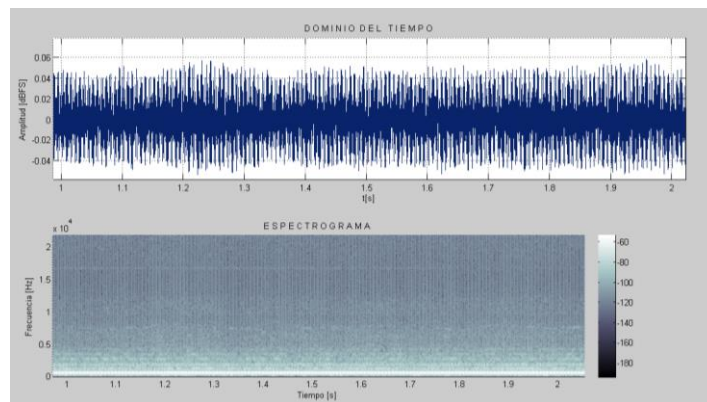 DOMINIO DEL TIEMPO
Amplitud [dBFS]
0.06
0.04
0.02
0
-0.02
-0.04
1 1.1 1.2 1.3 1.4 1.5 1.6 1.7 1.8 1.9 2
t[s]
ESPECTROGRAMA
x 10^4
Frecuencia [Hz]
2
1.5
1
0.5
0
1 1.1 1.2 1.3 1.4 1.5 1.6 1.7 1.8 1.9 2
Tiempo [s]
-60
-80
-100
-120
-140
-160
-180